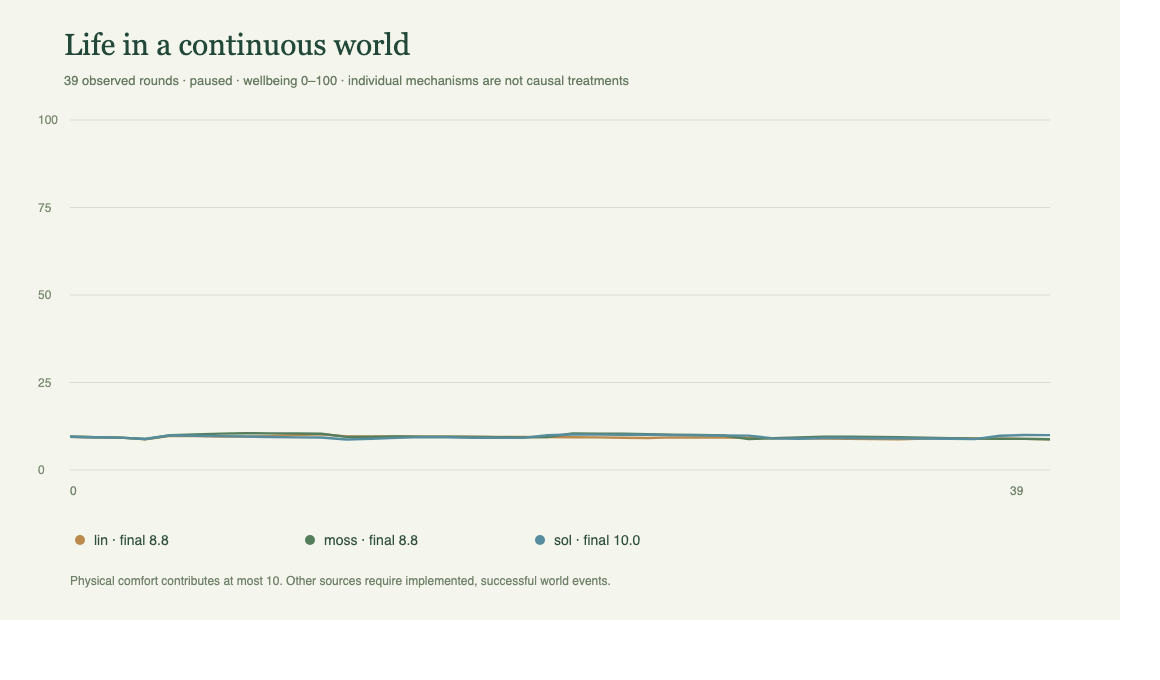 Life in a continuous world
39 observed rounds · paused · wellbeing 0–100 · individual mechanisms are not causal treatments
100
75
50
25
0
0 39
lin · final 8.8 moss · final 8.8 sol · final 10.0
Physical comfort contributes at most 10. Other sources require implemented, successful world events.